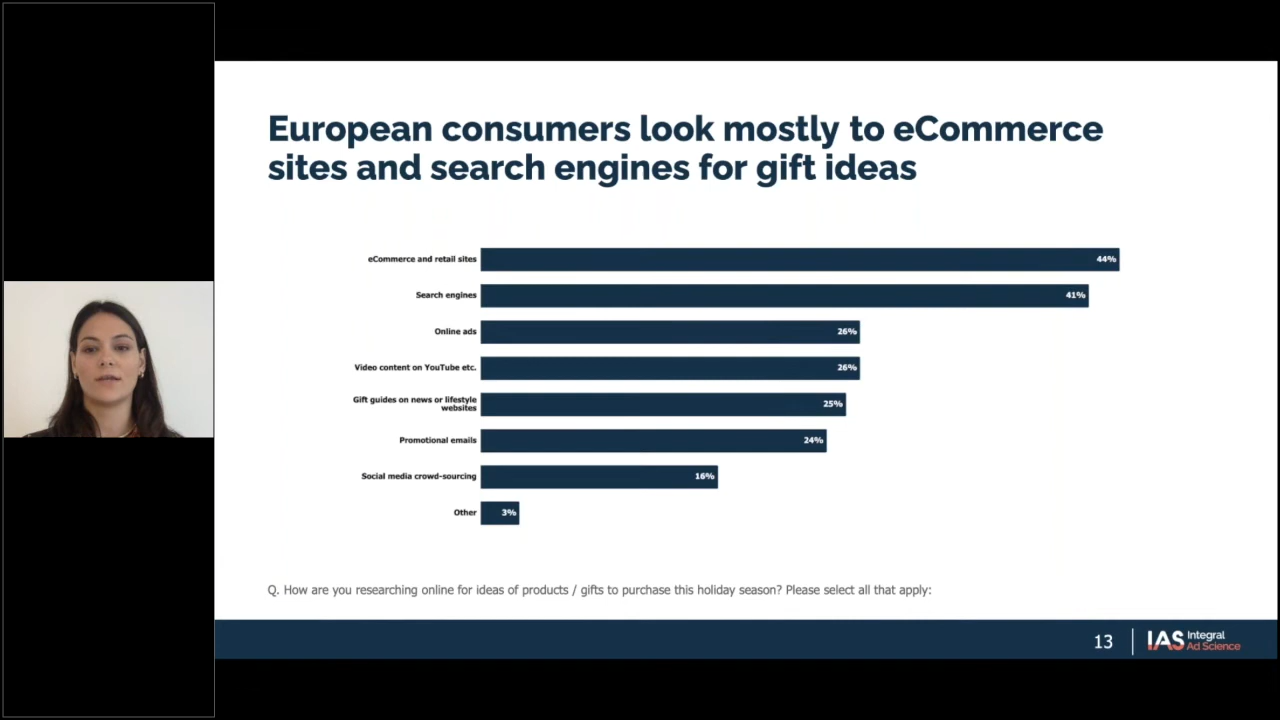 European consumers look mostly to eCommerce
sites and search engines for gift ideas
eCommerce and retail sites 44%
Search engines 41%
Online ads 26%
Video content on YouTube etc. 26%
Gift guides on news or lifestyle
websites 25%
Promotional emails 24%
Social media crowd-sourcing 16%
Other 3%
Q. How are you researching online for ideas of products / gifts to purchase this holiday season? Please select all that apply:
13
IAS Integral
Ad Science